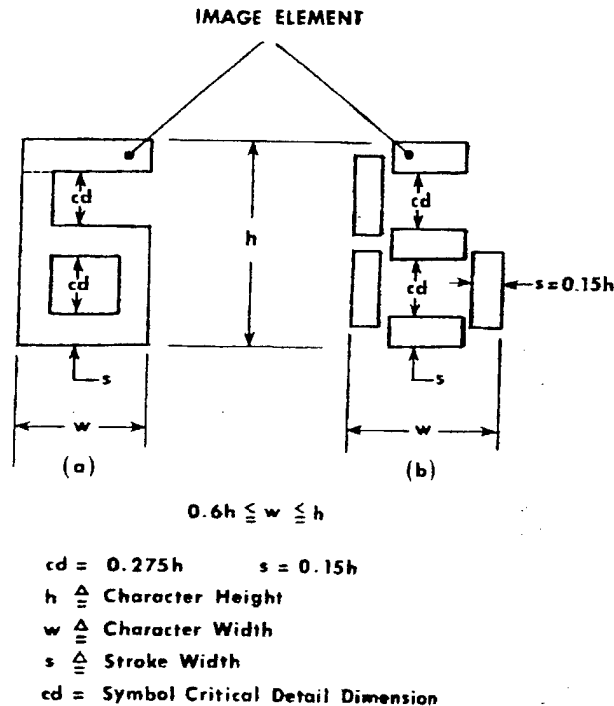 IMAGE ELEMENT
cd
cd
h
s
w
(a)
cd
cd
s = 0.15h
s
w
(b)
0.6h ≦ w ≦ h
cd = 0.275h s = 0.15h
h ≙ Character Height
w ≙ Character Width
s ≙ Stroke Width
cd = Symbol Critical Detail Dimension